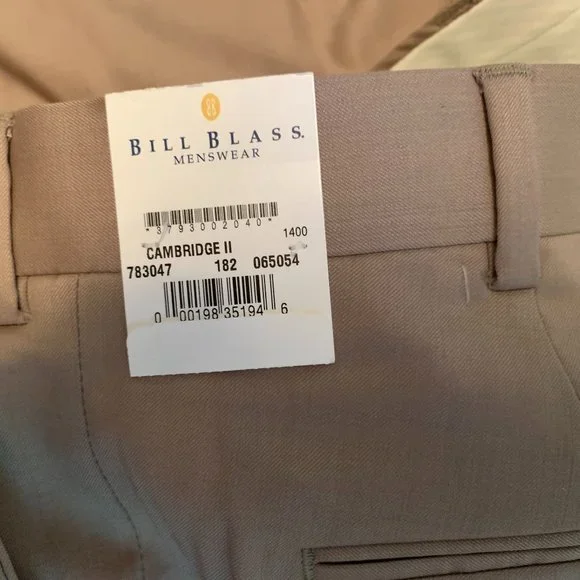 BILL BLASS.
MENSWEAR
*3793002040*
1400
CAMBRIDGE II
783047 182 065054
0 00198 35194 6